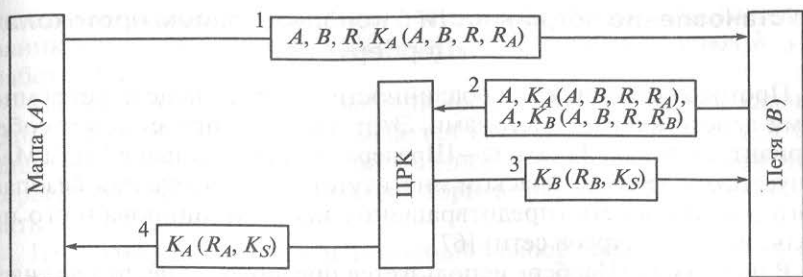 1
A, B, R, K_A (A, B, R, R_A)
Маша (A)
ЦРК
Петя (B)
2
A, K_A (A, B, R, R_A),
A, K_B (A, B, R, R_B)
3
K_B (R_B, K_S)
4
K_A (R_A, K_S)